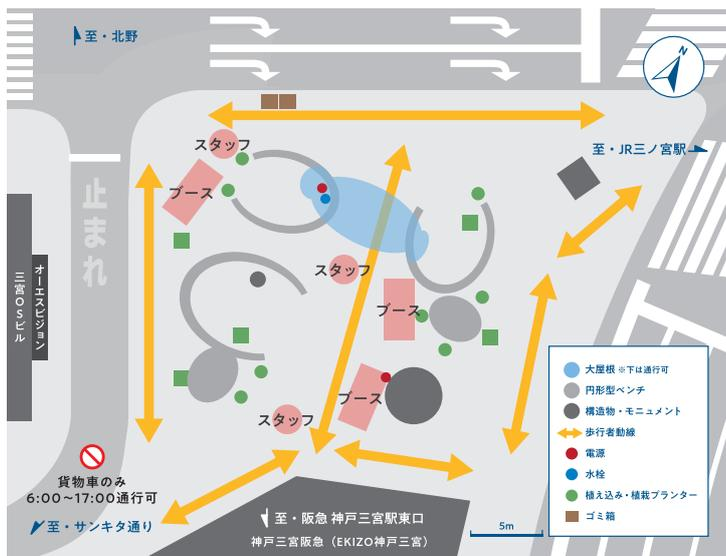 至・北野
N
至・JR三ノ宮駅
スタッフ
ブース
止まれ
オーエスビジョン
三宮OSビル
スタッフ
ブース
ブース
スタッフ
大屋根 ※下は通行可
円形型ベンチ
構造物・モニュメント
歩行者動線
電源
水栓
植え込み・植栽プランター
ゴミ箱
貨物車のみ
6:00〜17:00通行可
至・サンキタ通り
至・阪急 神戸三宮駅東口
神戸三宮阪急（EKIZO神戸三宮）
5m